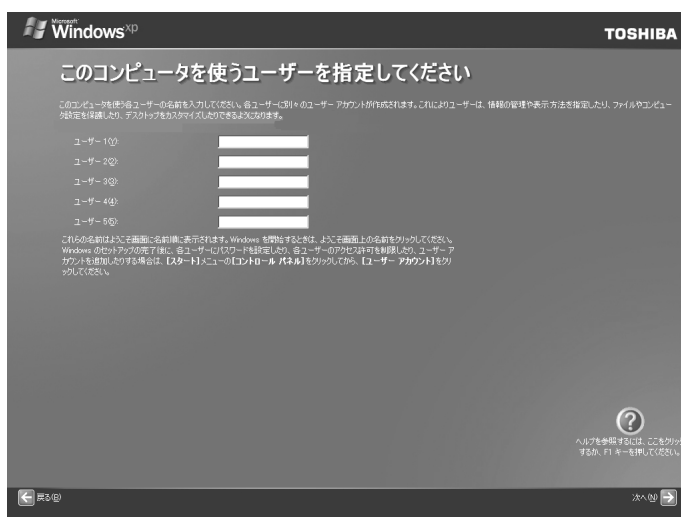 Microsoft
Windows xp
TOSHIBA
このコンピュータを使うユーザーを指定してください
このコンピュータを使う各ユーザーの名前を入力してください。各ユーザーに別々のユーザー アカウントが作成されます。これによりユーザーは、情報の管理や表示方法を指定したり、ファイルやコンピュー
タ設定を保護したり、デスクトップをカスタマイズしたりできるようになります。
ユーザー 1(Y):
ユーザー 2(2):
ユーザー 3(3):
ユーザー 4(4):
ユーザー 5(5):
これらの名前はようこそ画面に名前順に表示されます。Windows を開始するときは、ようこそ画面上の名前をクリックしてください。
Windows のセットアップの完了後に、各ユーザーにパスワードを設定したり、各ユーザーのアクセス許可を制限したり、ユーザー ア
カウントを追加したりする場合は、[スタート] メニューの [コントロール パネル] をクリックしてから、[ユーザー アカウント] をクリ
ックしてください。
ヘルプを参照するには、ここをクリック
するか、F1 キーを押してください。
戻る(B)
次へ(N)